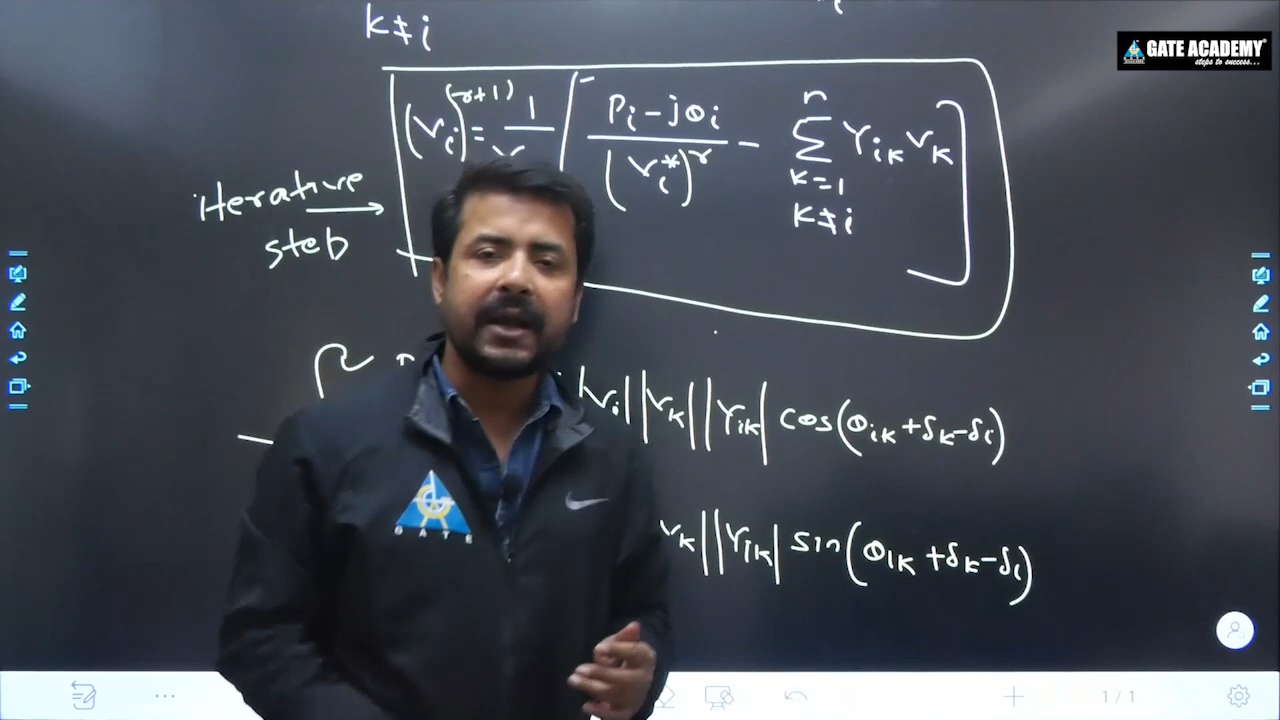 GATE ACADEMY®
steps to success...
k≠i
(Vi)^(r+1) = 1/Y [ (Pi - jQi)/(Vi*)^r - Σ_{k=1, k≠i}^{n} Yik Vk ]
iterative
step
|Vi||Vk||Yik| cos(θik+δk-δi)
GATE
Vk||Yik| sin(θik+δk-δi)
1/1